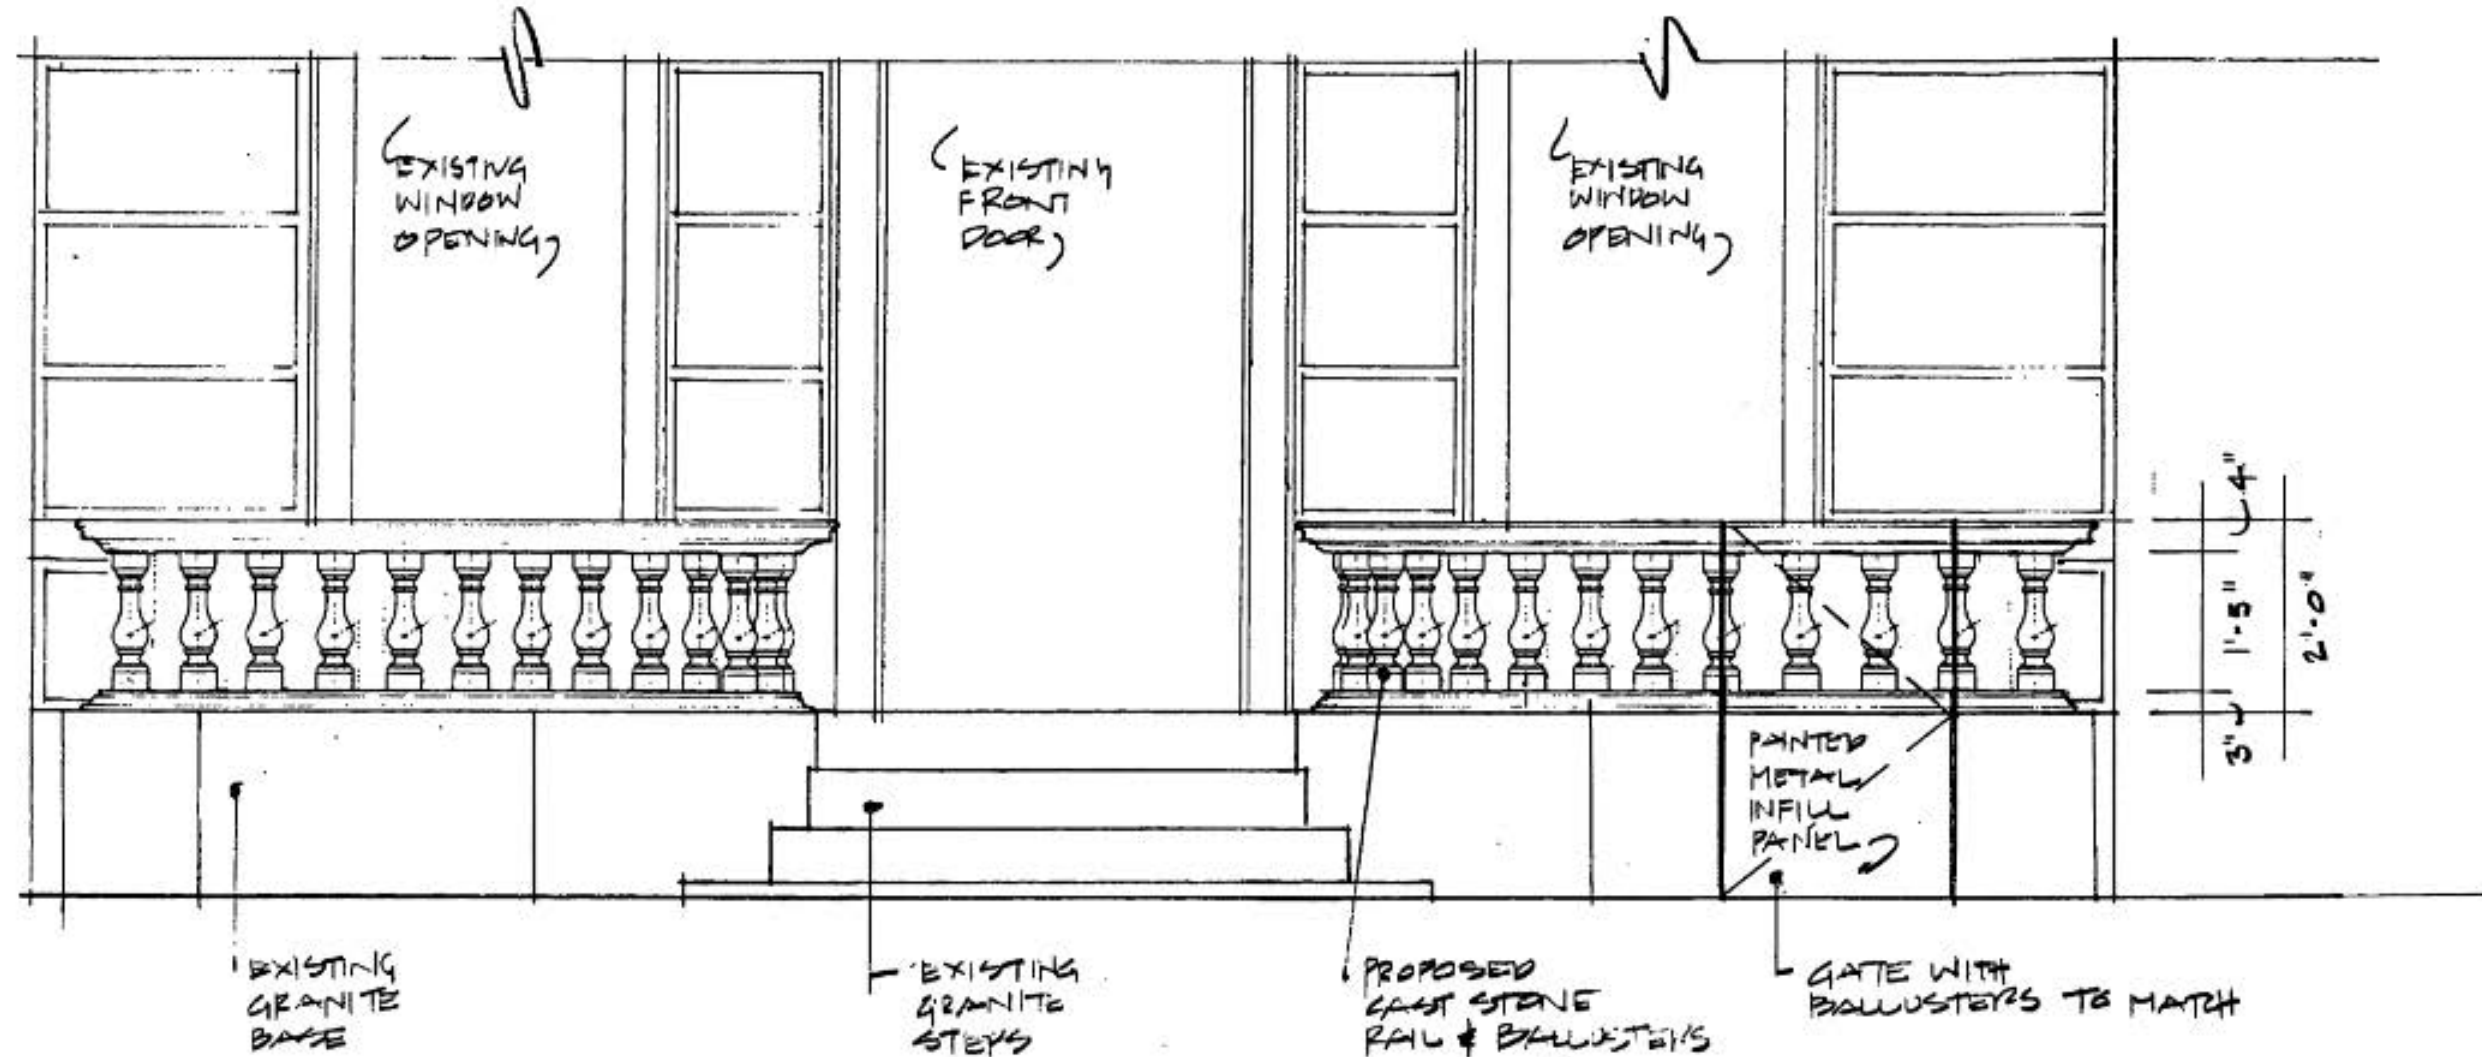 EXISTING
WINDOW
OPENING
EXISTING
FRONT
DOOR
EXISTING
WINDOW
OPENING
4"
1'-5"
2'-0"
3"
PAINTED
METAL
INFILL
PANEL
EXISTING
GRANITE
BASE
EXISTING
GRANITE
STEPS
PROPOSED
CAST STONE
RAIL & BALLUSTERS
GATE WITH
BALLUSTERS TO MATCH